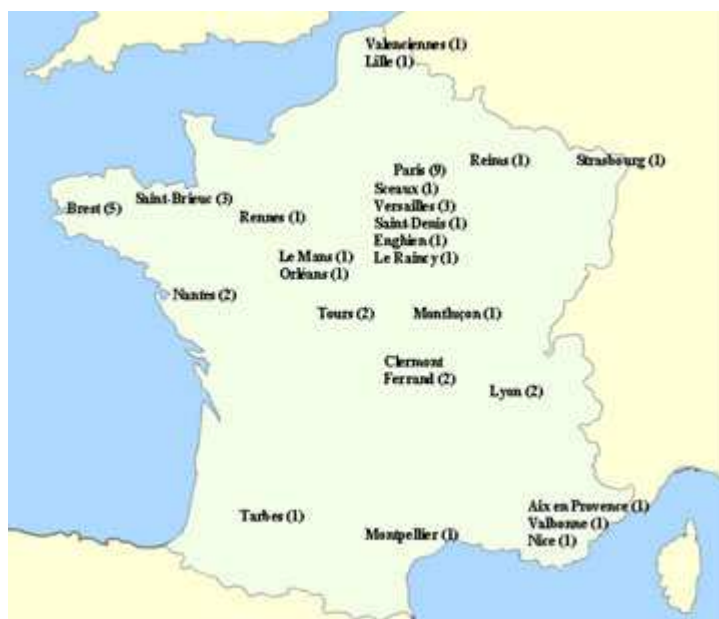 Valenciennes (1)
Lille (1)
Reims (1)
Strasbourg (1)
Paris (9)
Sceaux (1)
Versailles (3)
Saint-Denis (1)
Enghien (1)
Le Raincy (1)
Saint-Brieuc (3)
Brest (5)
Rennes (1)
Le Mans (1)
Orléans (1)
Nantes (2)
Tours (2)
Montluçon (1)
Clermont
Ferrand (2)
Lyon (2)
Tarbes (1)
Montpellier (1)
Aix en Provence (1)
Valbonne (1)
Nice (1)